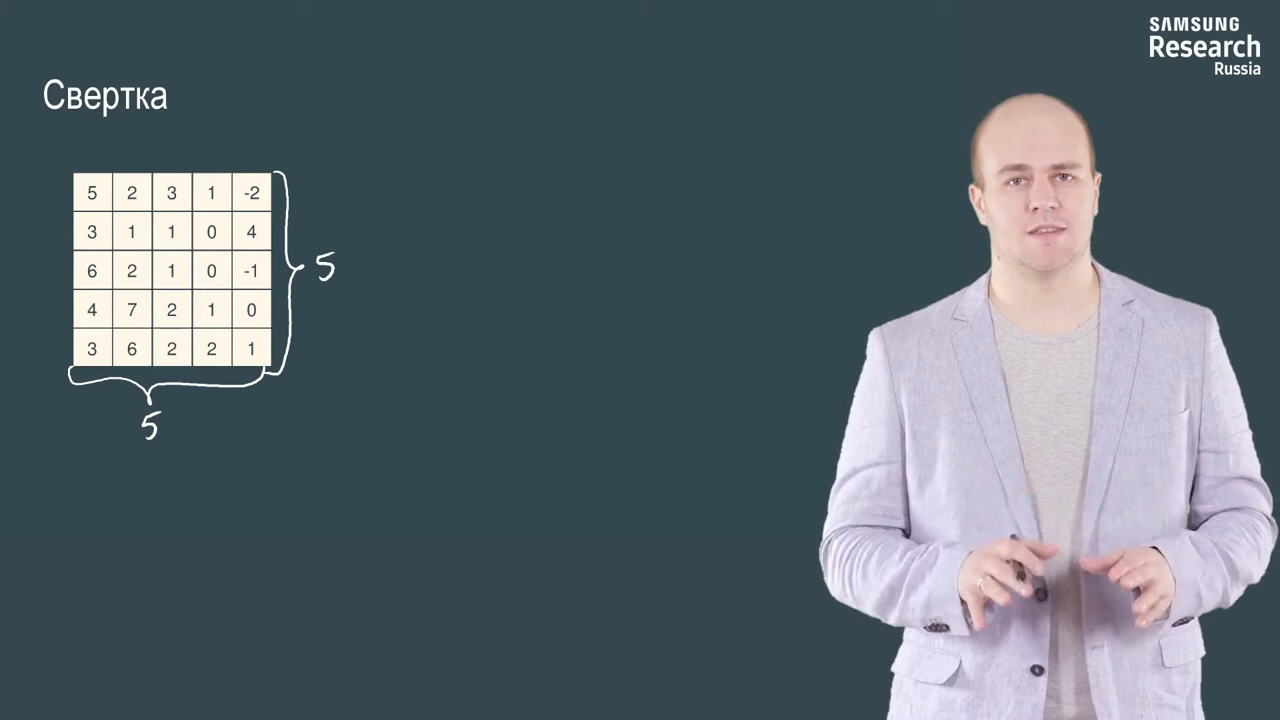 SAMSUNG
Research
Russia
Свертка
5 2 3 1 -2
3 1 1 0 4
6 2 1 0 -1
4 7 2 1 0
3 6 2 2 1
5
5